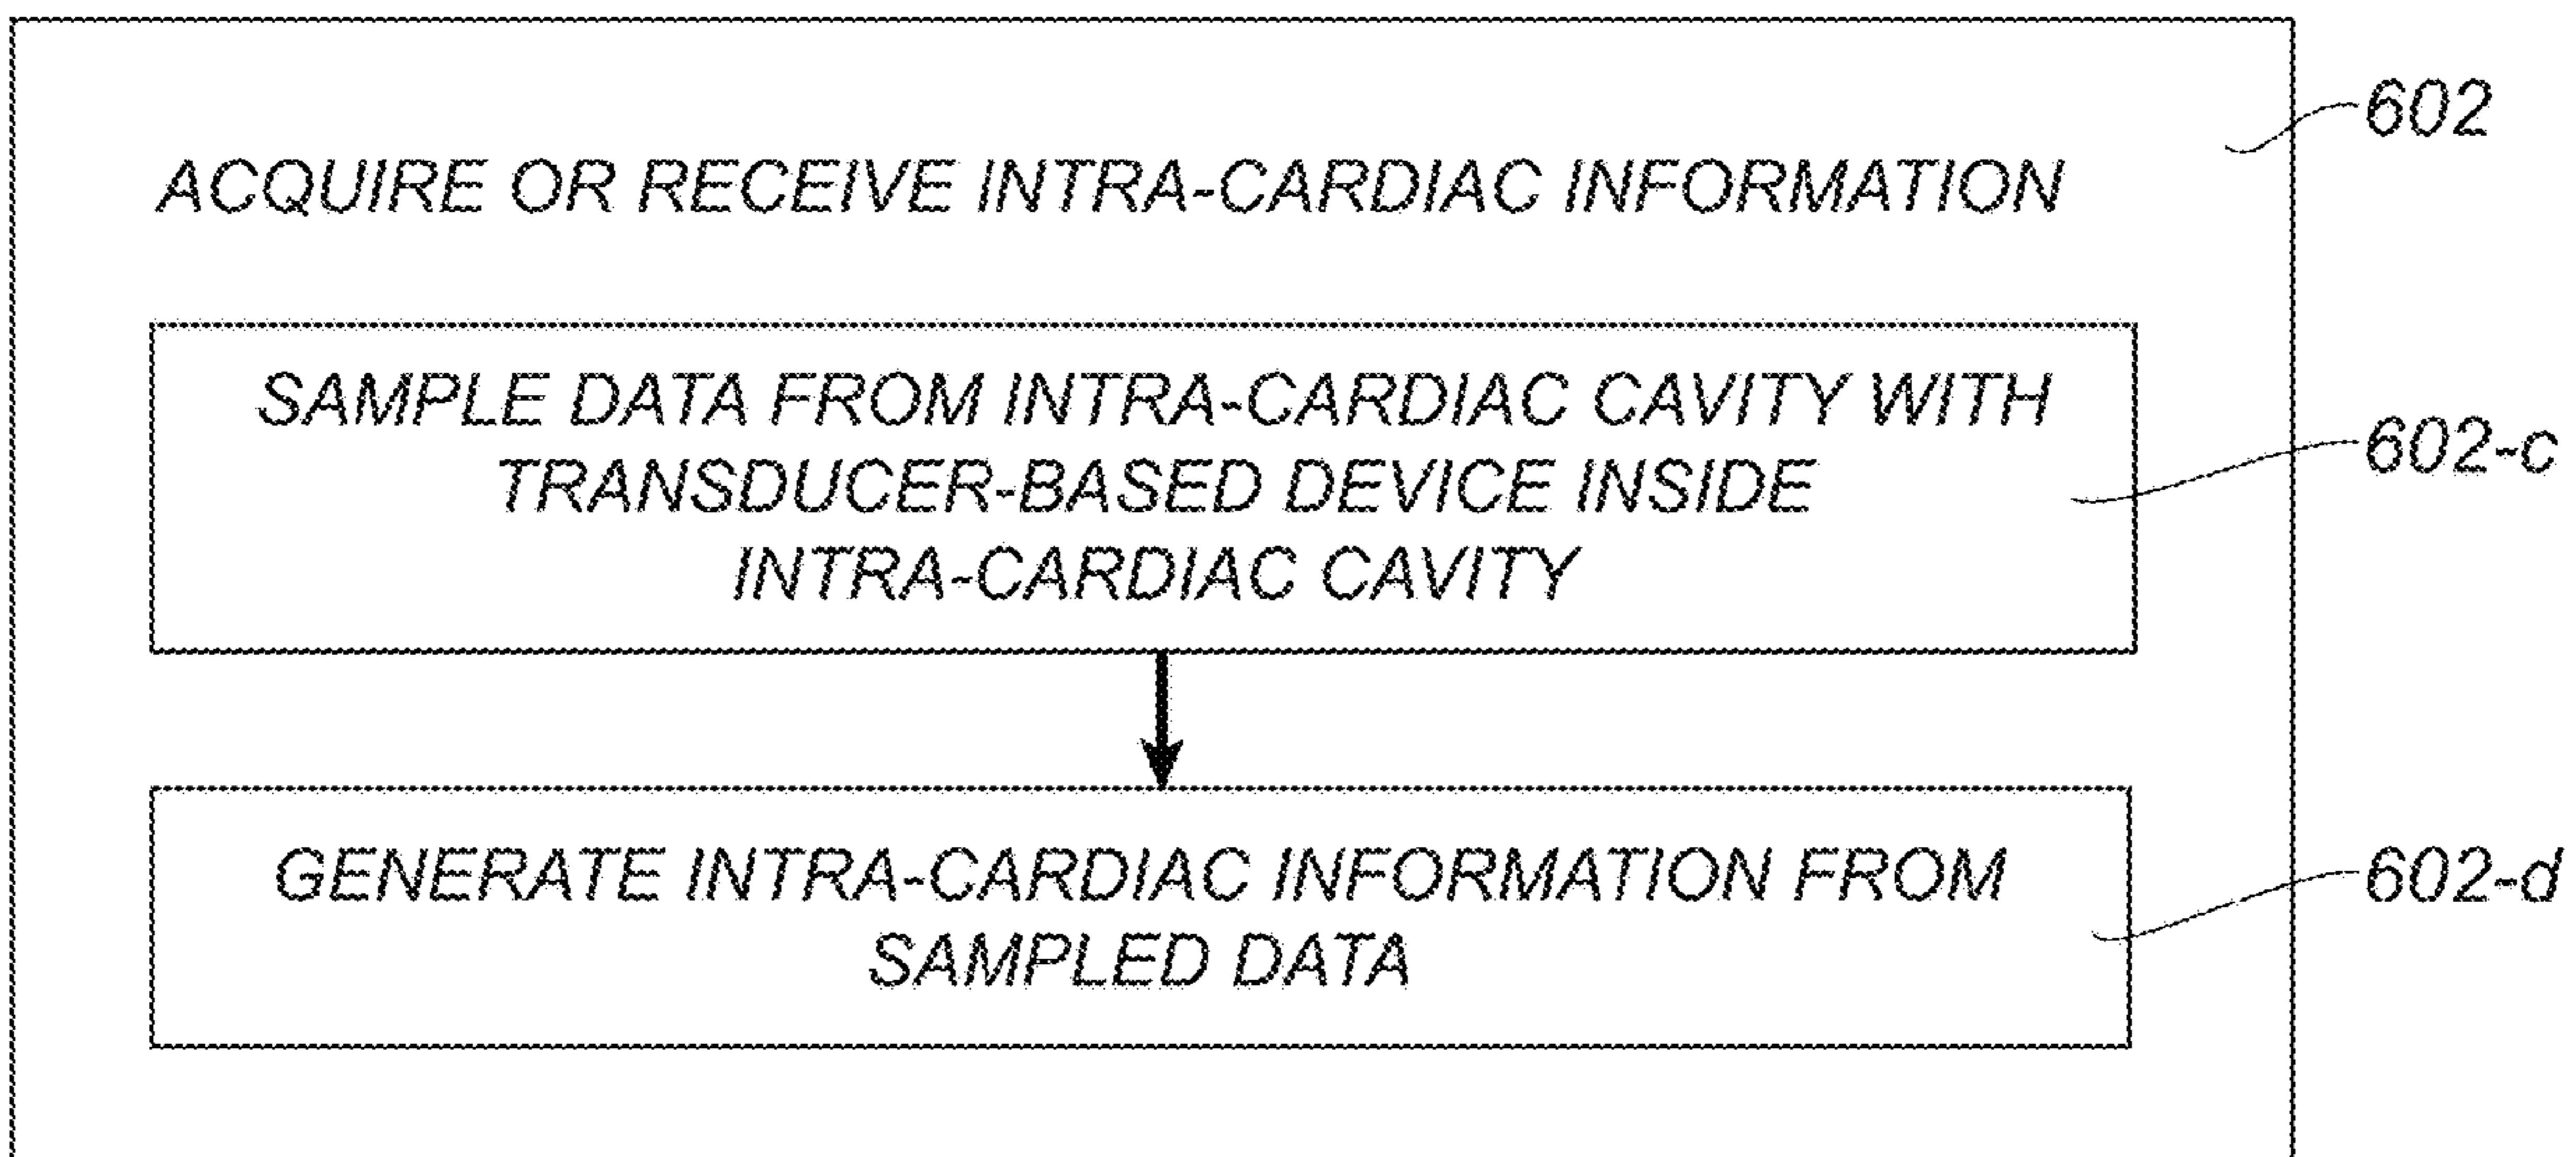 602
ACQUIRE OR RECEIVE INTRA-CARDIAC INFORMATION
SAMPLE DATA FROM INTRA-CARDIAC CAVITY WITH
TRANSDUCER-BASED DEVICE INSIDE
INTRA-CARDIAC CAVITY
602-c
GENERATE INTRA-CARDIAC INFORMATION FROM
SAMPLED DATA
602-d